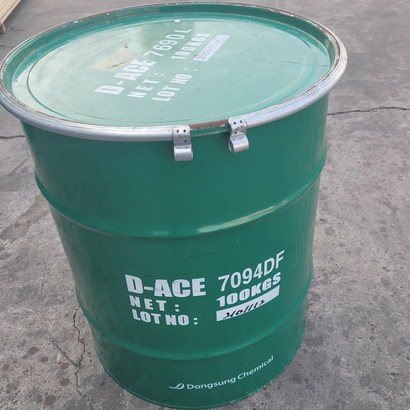 D-ACE 7690L
NET: 100KGS
LOT NO:
D-ACE 7094DF
NET: 100KGS
LOT NO:
Dongsung Chemical